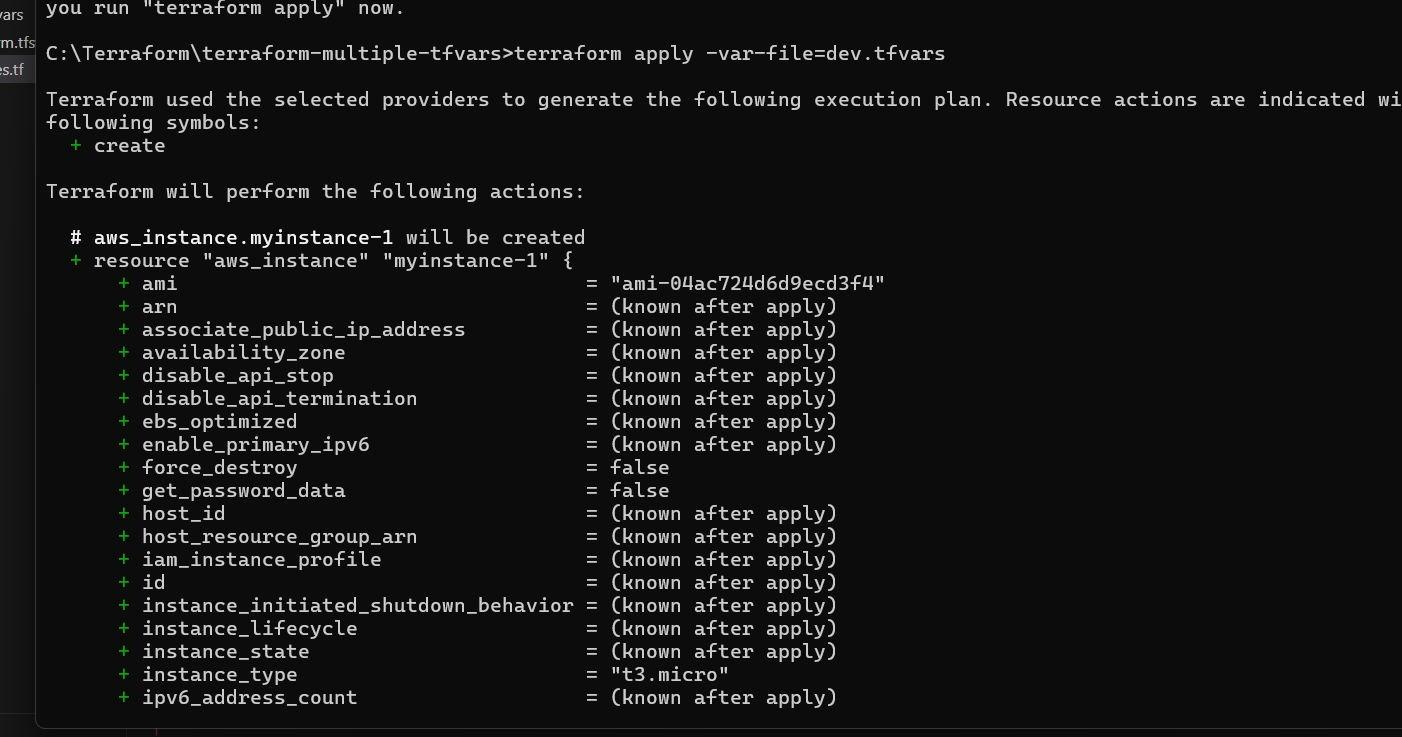 you run "terraform apply" now.
vars
m.tfs
es.tf
C:\Terraform\terraform-multiple-tfvars>terraform apply -var-file=dev.tfvars
Terraform used the selected providers to generate the following execution plan. Resource actions are indicated wi
following symbols:
+ create
Terraform will perform the following actions:
# aws_instance.myinstance-1 will be created
+ resource "aws_instance" "myinstance-1" {
+ ami = "ami-04ac724d6d9ecd3f4"
+ arn = (known after apply)
+ associate_public_ip_address = (known after apply)
+ availability_zone = (known after apply)
+ disable_api_stop = (known after apply)
+ disable_api_termination = (known after apply)
+ ebs_optimized = (known after apply)
+ enable_primary_ipv6 = (known after apply)
+ force_destroy = false
+ get_password_data = false
+ host_id = (known after apply)
+ host_resource_group_arn = (known after apply)
+ iam_instance_profile = (known after apply)
+ id = (known after apply)
+ instance_initiated_shutdown_behavior = (known after apply)
+ instance_lifecycle = (known after apply)
+ instance_state = (known after apply)
+ instance_type = "t3.micro"
+ ipv6_address_count = (known after apply)